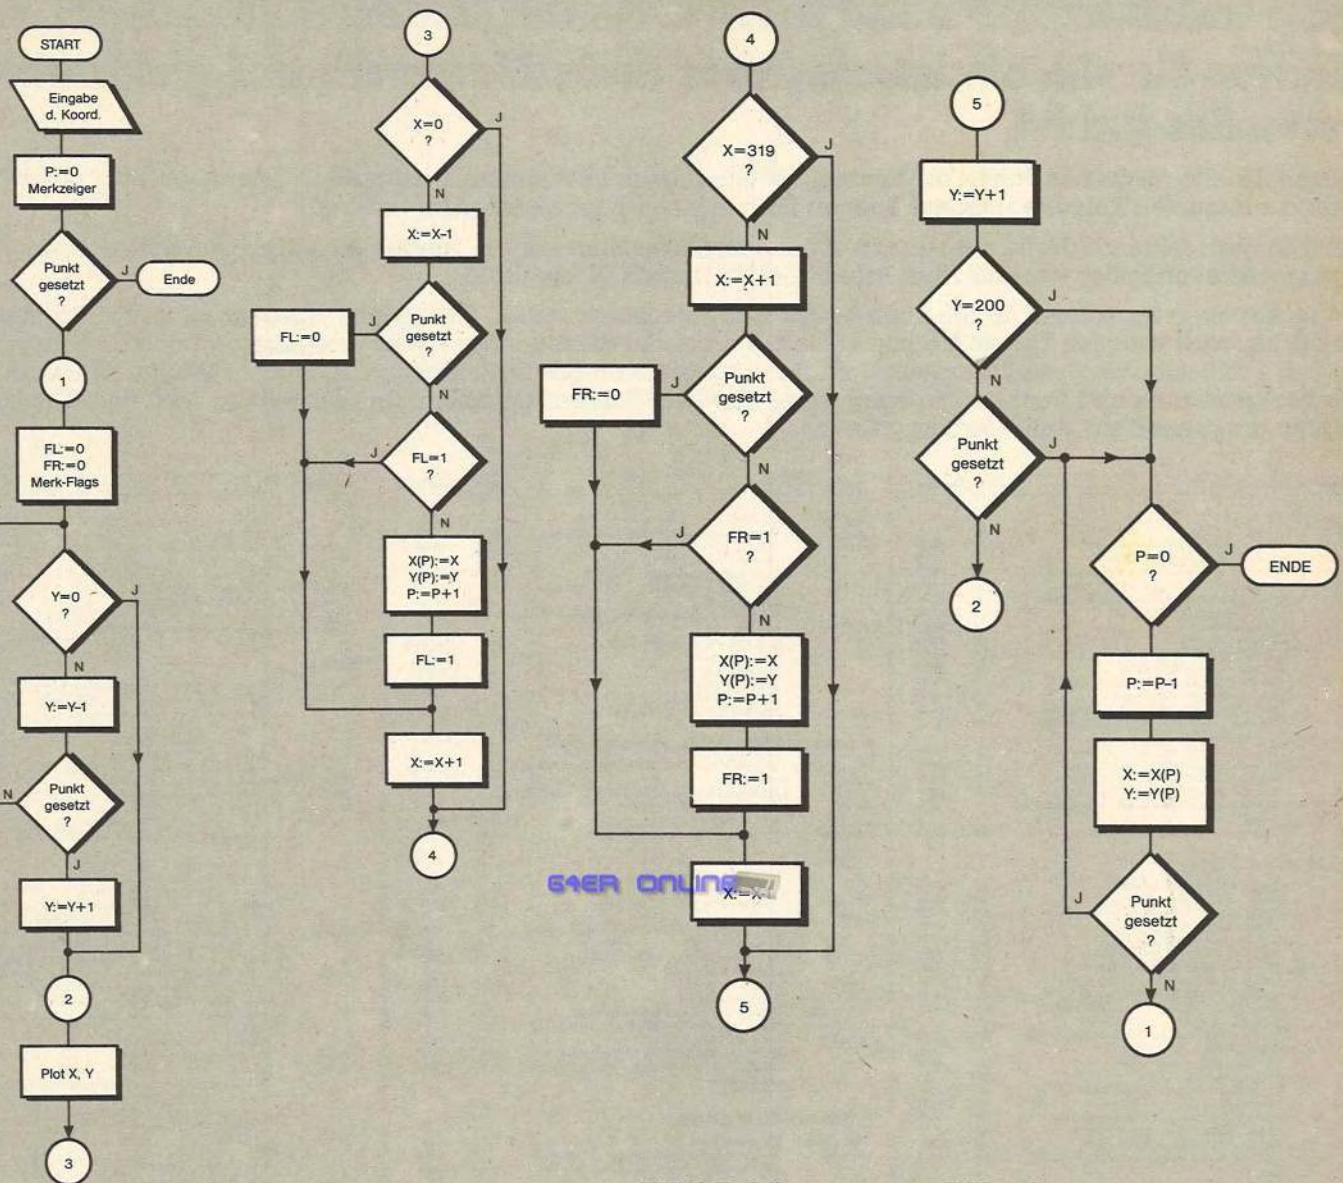 START
Eingabe
d. Koord.
P:=0
Merkzeiger
Punkt
gesetzt
?
J
Ende
N
1
FL:=0
FR:=0
Merk-Flags
Y=0
?
J
N
Y:=Y-1
Punkt
gesetzt
?
N
J
Y:=Y+1
2
Plot X, Y
3
3
X=0
?
J
N
X:=X-1
Punkt
gesetzt
?
J
FL:=0
N
FL=1
?
J
N
X(P):=X
Y(P):=Y
P:=P+1
FL:=1
X:=X+1
4
4
X=319
?
J
N
X:=X+1
Punkt
gesetzt
?
J
FR:=0
N
FR=1
?
J
N
X(P):=X
Y(P):=Y
P:=P+1
FR:=1
64ER ONLINE
X:=X-
5
5
Y:=Y+1
Y=200
?
J
N
Punkt
gesetzt
?
J
N
2
P=0
?
J
ENDE
N
P:=P-1
X:=X(P)
Y:=Y(P)
Punkt
gesetzt
?
J
N
1